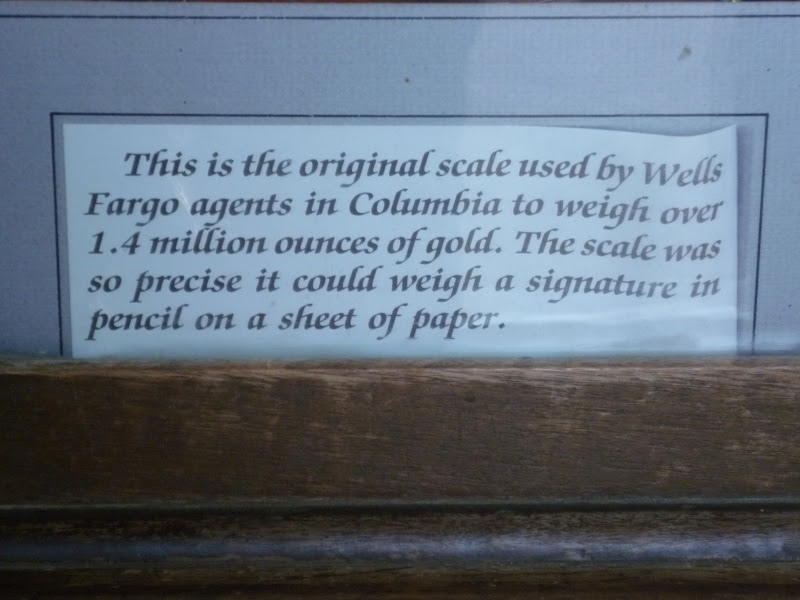 This is the original scale used by Wells
Fargo agents in Columbia to weigh over
1.4 million ounces of gold. The scale was
so precise it could weigh a signature in
pencil on a sheet of paper.